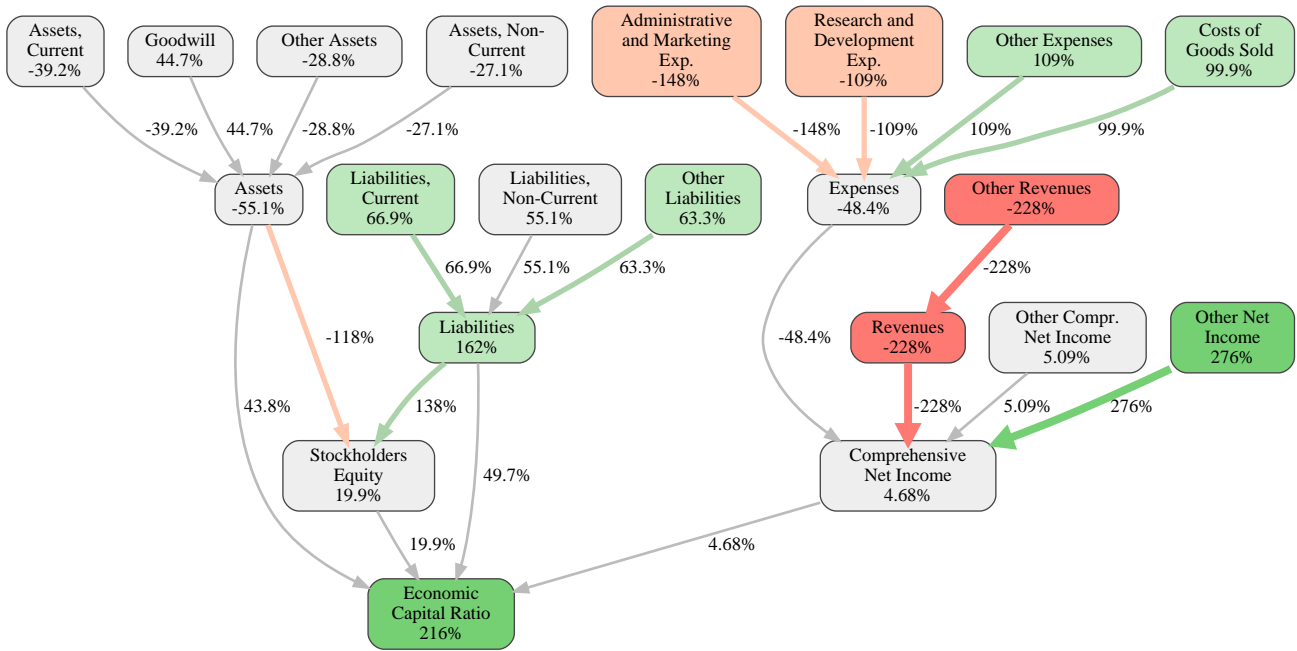 Assets,
Current
-39.2%
Goodwill
44.7%
Other Assets
-28.8%
Assets, Non-
Current
-27.1%
Administrative
and Marketing
Exp.
-148%
Research and
Development
Exp.
-109%
Other Expenses
109%
Costs of
Goods Sold
99.9%
-39.2%
44.7%
-28.8%
-27.1%
-148%
-109%
109%
99.9%
Assets
-55.1%
Liabilities,
Current
66.9%
Liabilities,
Non-Current
55.1%
Other
Liabilities
63.3%
Expenses
-48.4%
Other Revenues
-228%
66.9%
55.1%
63.3%
-228%
Liabilities
162%
Revenues
-228%
Other Compr.
Net Income
5.09%
Other Net
Income
276%
-118%
-48.4%
43.8%
138%
-228%
5.09%
276%
Stockholders
Equity
19.9%
49.7%
Comprehensive
Net Income
4.68%
19.9%
4.68%
Economic
Capital Ratio
216%